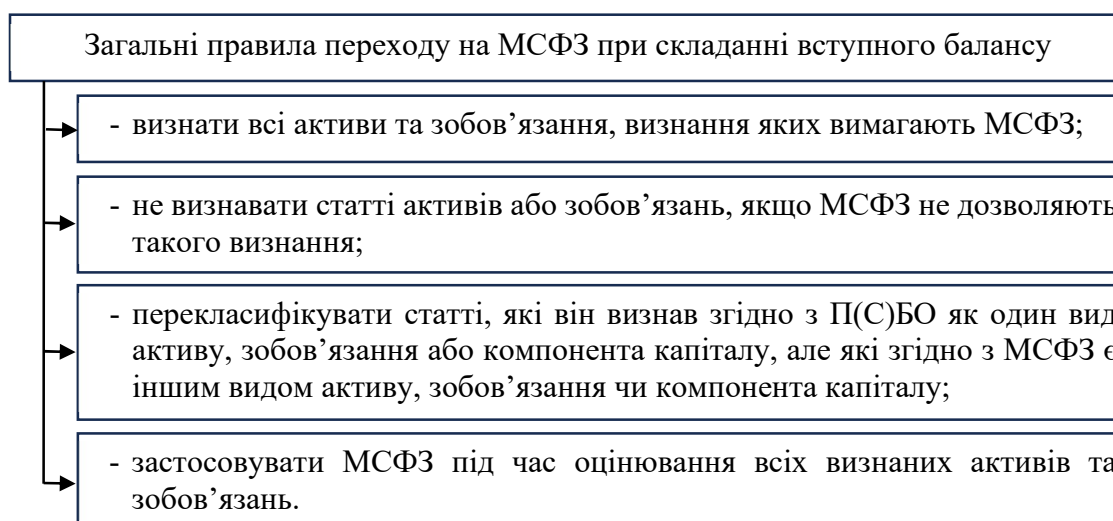 Загальні правила переходу на МСФЗ при складанні вступного балансу
- визнати всі активи та зобов’язання, визнання яких вимагають МСФЗ;
- не визнавати статті активів або зобов’язань, якщо МСФЗ не дозволяють
такого визнання;
- перекласифікувати статті, які він визнав згідно з П(С)БО як один вид
активу, зобов’язання або компонента капіталу, але які згідно з МСФЗ є
іншим видом активу, зобов’язання чи компонента капіталу;
- застосовувати МСФЗ під час оцінювання всіх визнаних активів та
зобов’язань.